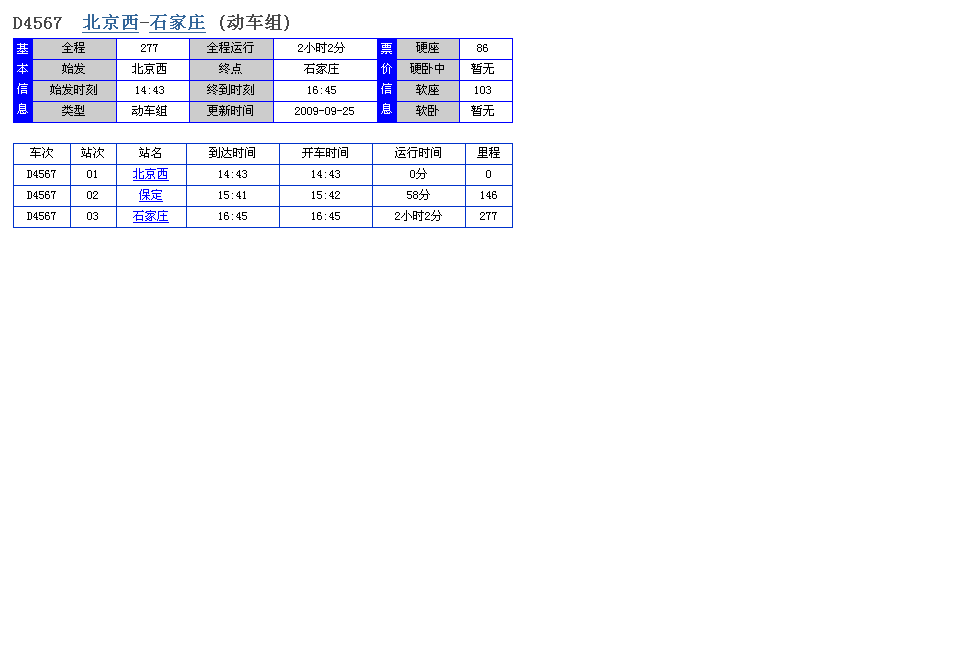 D4567 北京西-石家庄 (动车组)
基本信息 全程 277 全程运行 2小时2分 票价信息 硬座 86
始发 北京西 终点 石家庄 硬卧中 暂无
始发时刻 14:43 终到时刻 16:45 软座 103
类型 动车组 更新时间 2009-09-25 软卧 暂无
车次 站次 站名 到达时间 开车时间 运行时间 里程
D4567 01 北京西 14:43 14:43 0分 0
D4567 02 保定 15:41 15:42 58分 146
D4567 03 石家庄 16:45 16:45 2小时2分 277